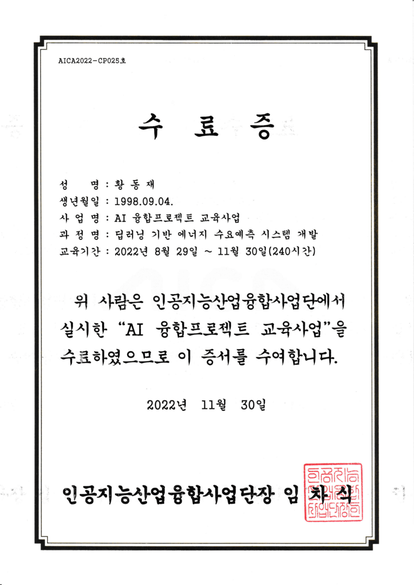 AICA2022-CP025호
수 료 증
성 명 : 황 동 재
생년월일 : 1998.09.04.
사 업 명 : AI 융합프로젝트 교육사업
과 정 명 : 딥러닝 기반 에너지 수요예측 시스템 개발
교육기간 : 2022년 8월 29일 ~ 11월 30일(240시간)
위 사람은 인공지능산업융합사업단에서
실시한 “AI 융합프로젝트 교육사업”을
수료하였으므로 이 증서를 수여합니다.
2022년 11월 30일
인공지능산업융합사업단장 임 차 식